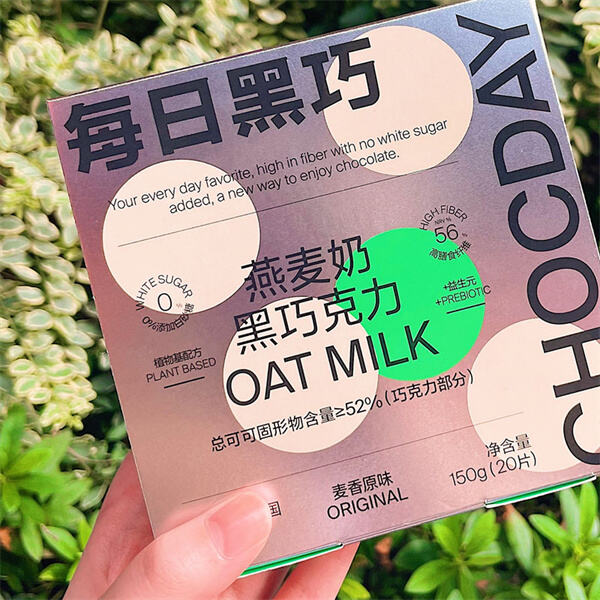 每日黑巧
CHOCDAY
Your every day favorite, high in fiber with no white sugar
added, a new way to enjoy chocolate.
WHITE SUGAR
0%
0%添加白砂糖
HIGH FIBER
NRV %
56%
高膳食纤维
燕麦奶
黑巧克力
OAT MILK
+益生元
+PREBIOTIC
植物基配方
PLANT BASED
总可可固形物含量≥52%(巧克力部分)
国
麦香原味
ORIGINAL
净含量
150g(20片)